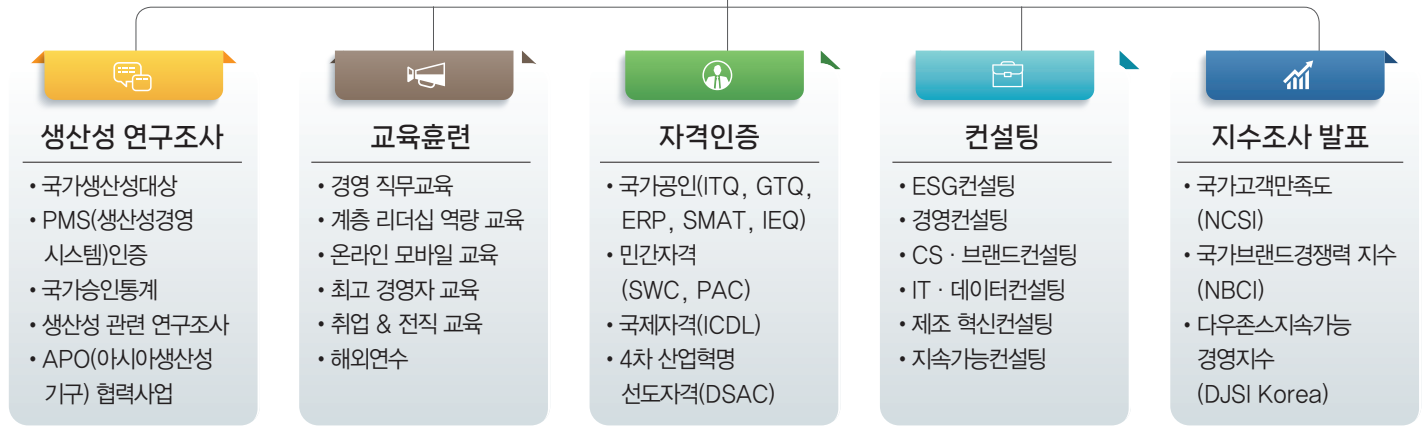 생산성 연구조사
• 국가생산성대상
• PMS(생산성경영
시스템)인증
• 국가승인통계
• 생산성 관련 연구조사
• APO(아시아생산성
기구) 협력사업
교육훈련
• 경영 직무교육
• 계층 리더십 역량 교육
• 온라인 모바일 교육
• 최고 경영자 교육
• 취업 & 전직 교육
• 해외연수
자격인증
• 국가공인(ITQ, GTQ,
ERP, SMAT, IEQ)
• 민간자격
(SWC, PAC)
• 국제자격(ICDL)
• 4차 산업혁명
선도자격(DSAC)
컨설팅
• ESG컨설팅
• 경영컨설팅
• CS · 브랜드컨설팅
• IT · 데이터컨설팅
• 제조 혁신컨설팅
• 지속가능컨설팅
지수조사 발표
• 국가고객만족도
(NCSI)
• 국가브랜드경쟁력 지수
(NBCI)
• 다우존스지속가능
경영지수
(DJSI Korea)